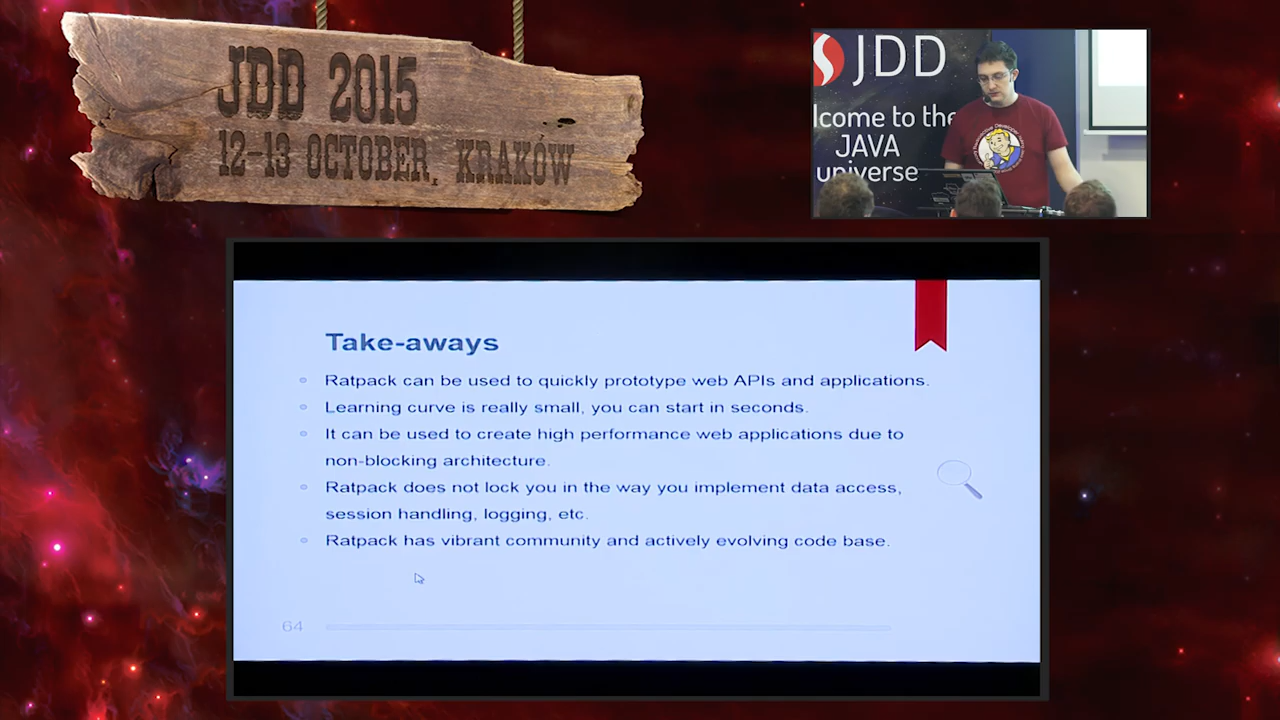 JDD 2015
12-13 OCTOBER, KRAKÓW
JDD
lcome to the
JAVA
universe
Take-aways
Ratpack can be used to quickly prototype web APIs and applications.
Learning curve is really small, you can start in seconds.
It can be used to create high performance web applications due to
non-blocking architecture.
Ratpack does not lock you in the way you implement data access,
session handling, logging, etc.
Ratpack has vibrant community and actively evolving code base.
64